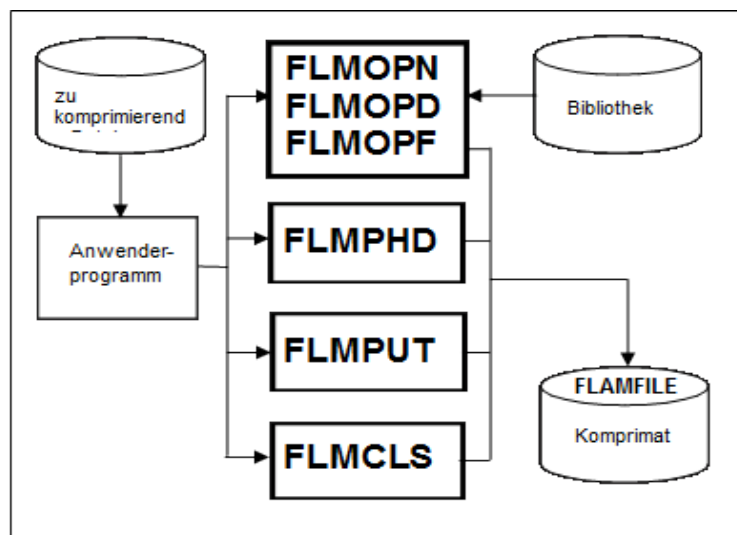 zu
komprimierend
FLMOPN
FLMOPD
FLMOPF
Bibliothek
Anwender-
programm
FLMPHD
FLMPUT
FLMCLS
FLAMFILE
Komprimat